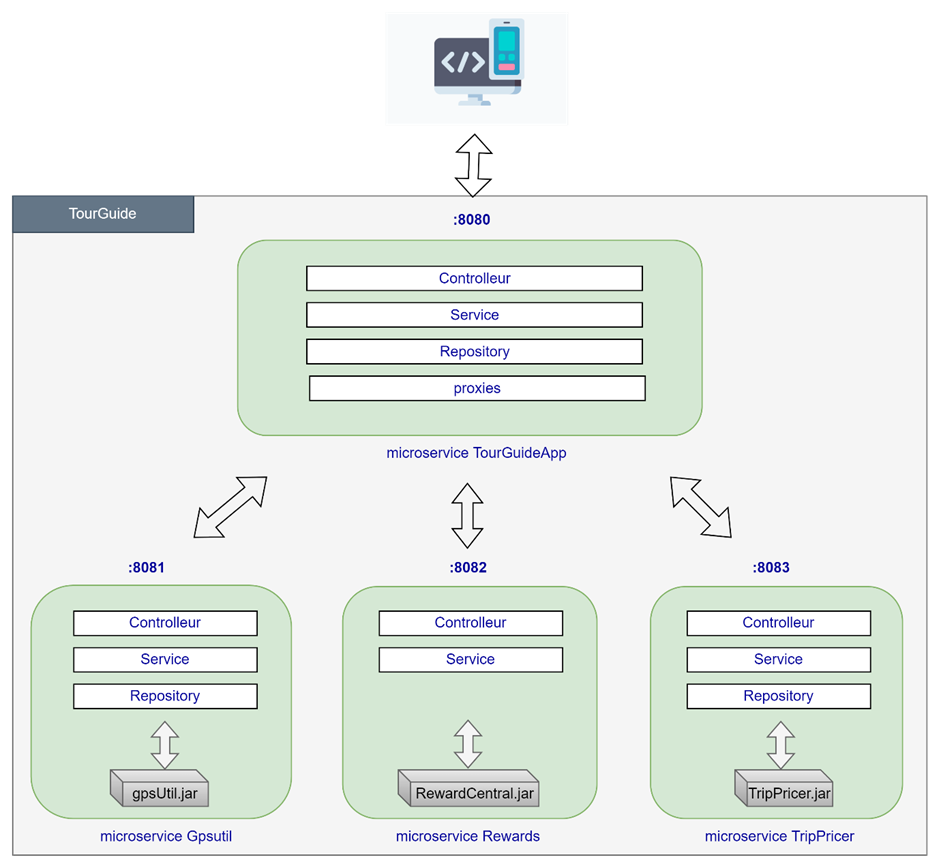 </>
TourGuide
:8080
Controlleur
Service
Repository
proxies
microservice TourGuideApp
:8081
:8082
:8083
Controlleur
Service
Repository
gpsUtil.jar
microservice Gpsutil
Controlleur
Service
RewardCentral.jar
microservice Rewards
Controlleur
Service
Repository
TripPricer.jar
microservice TripPricer